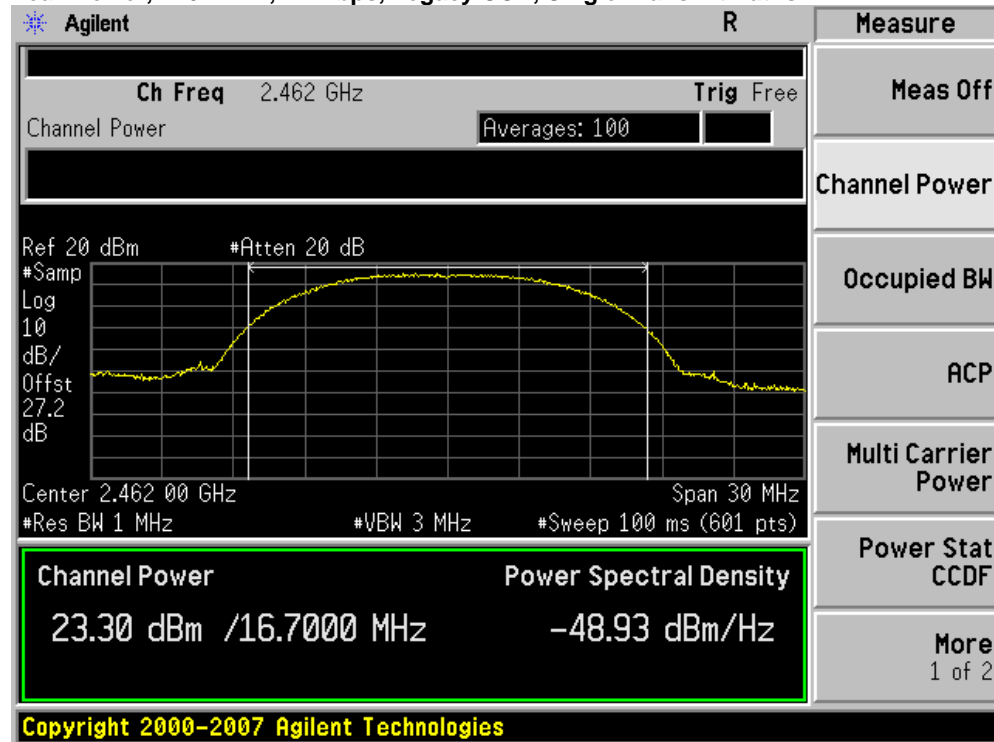 Agilent R Measure
Ch Freq 2.462 GHz Trig Free
Meas Off
Channel Power Averages: 100
Channel Power
Ref 20 dBm #Atten 20 dB
#Samp
Log
10
dB/
Offst
27.2
dB
Occupied BW
ACP
Multi Carrier
Power
Center 2.462 00 GHz Span 30 MHz
#Res BW 1 MHz #VBW 3 MHz #Sweep 100 ms (601 pts)
Channel Power Power Spectral Density
23.30 dBm /16.7000 MHz -48.93 dBm/Hz
Power Stat
CCDF
More
1 of 2
Copyright 2000-2007 Agilent Technologies